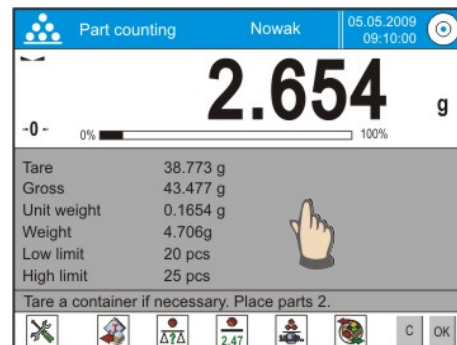 Part counting Nowak 05.05.2009
09:10:00
2.654 g
-0- 0% 100%
Tare 38.773 g
Gross 43.477 g
Unit weight 0.1654 g
Weight 4.706g
Low limit 20 pcs
High limit 25 pcs
Tare a container if necessary. Place parts 2.
T Δ?Δ 2.47 C OK